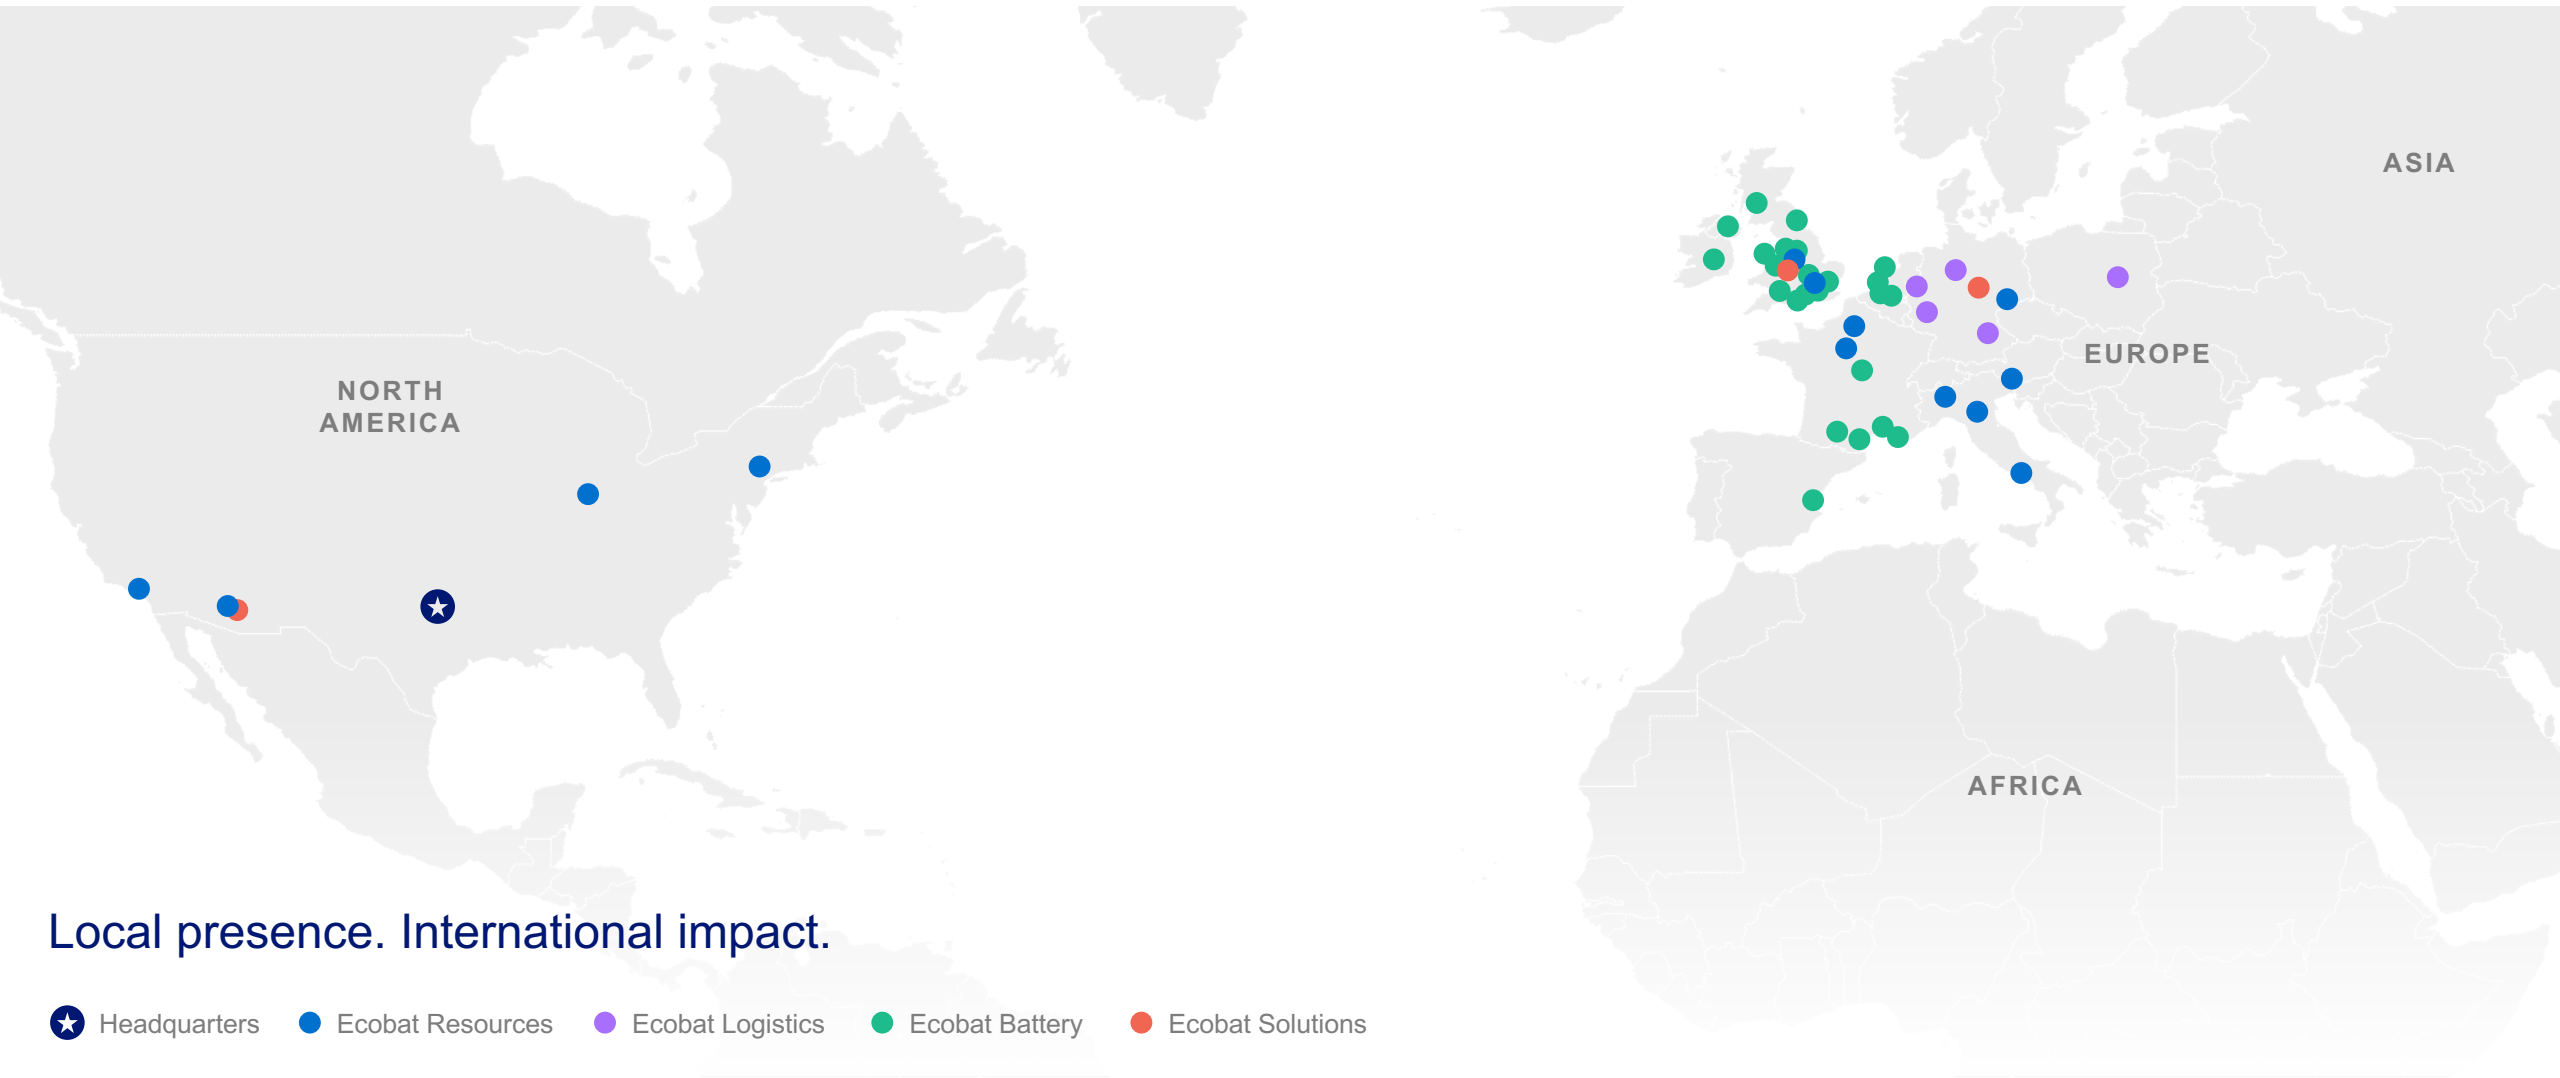 ASIA
EUROPE
NORTH
AMERICA
AFRICA
Local presence. International impact.
Headquarters
Ecobat Resources
Ecobat Logistics
Ecobat Battery
Ecobat Solutions